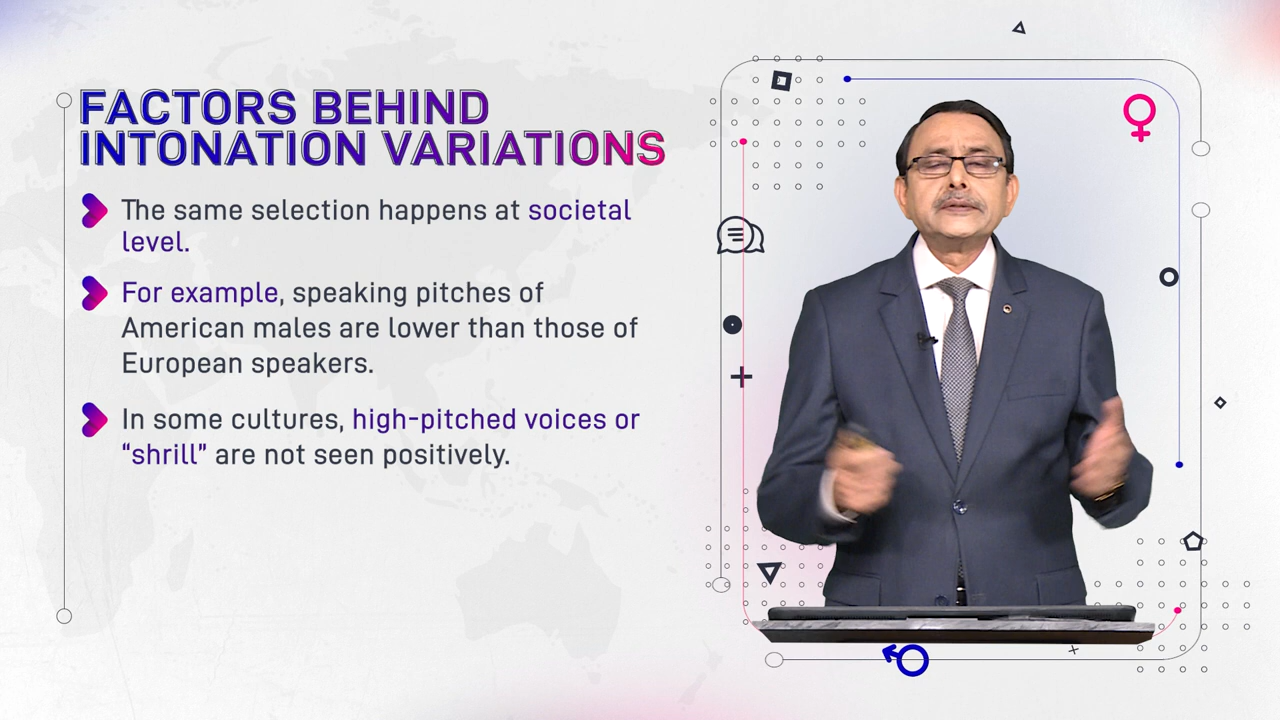 FACTORS BEHIND
INTONATION VARIATIONS
The same selection happens at societal
level.
For example, speaking pitches of
American males are lower than those of
European speakers.
In some cultures, high-pitched voices or
“shrill” are not seen positively.